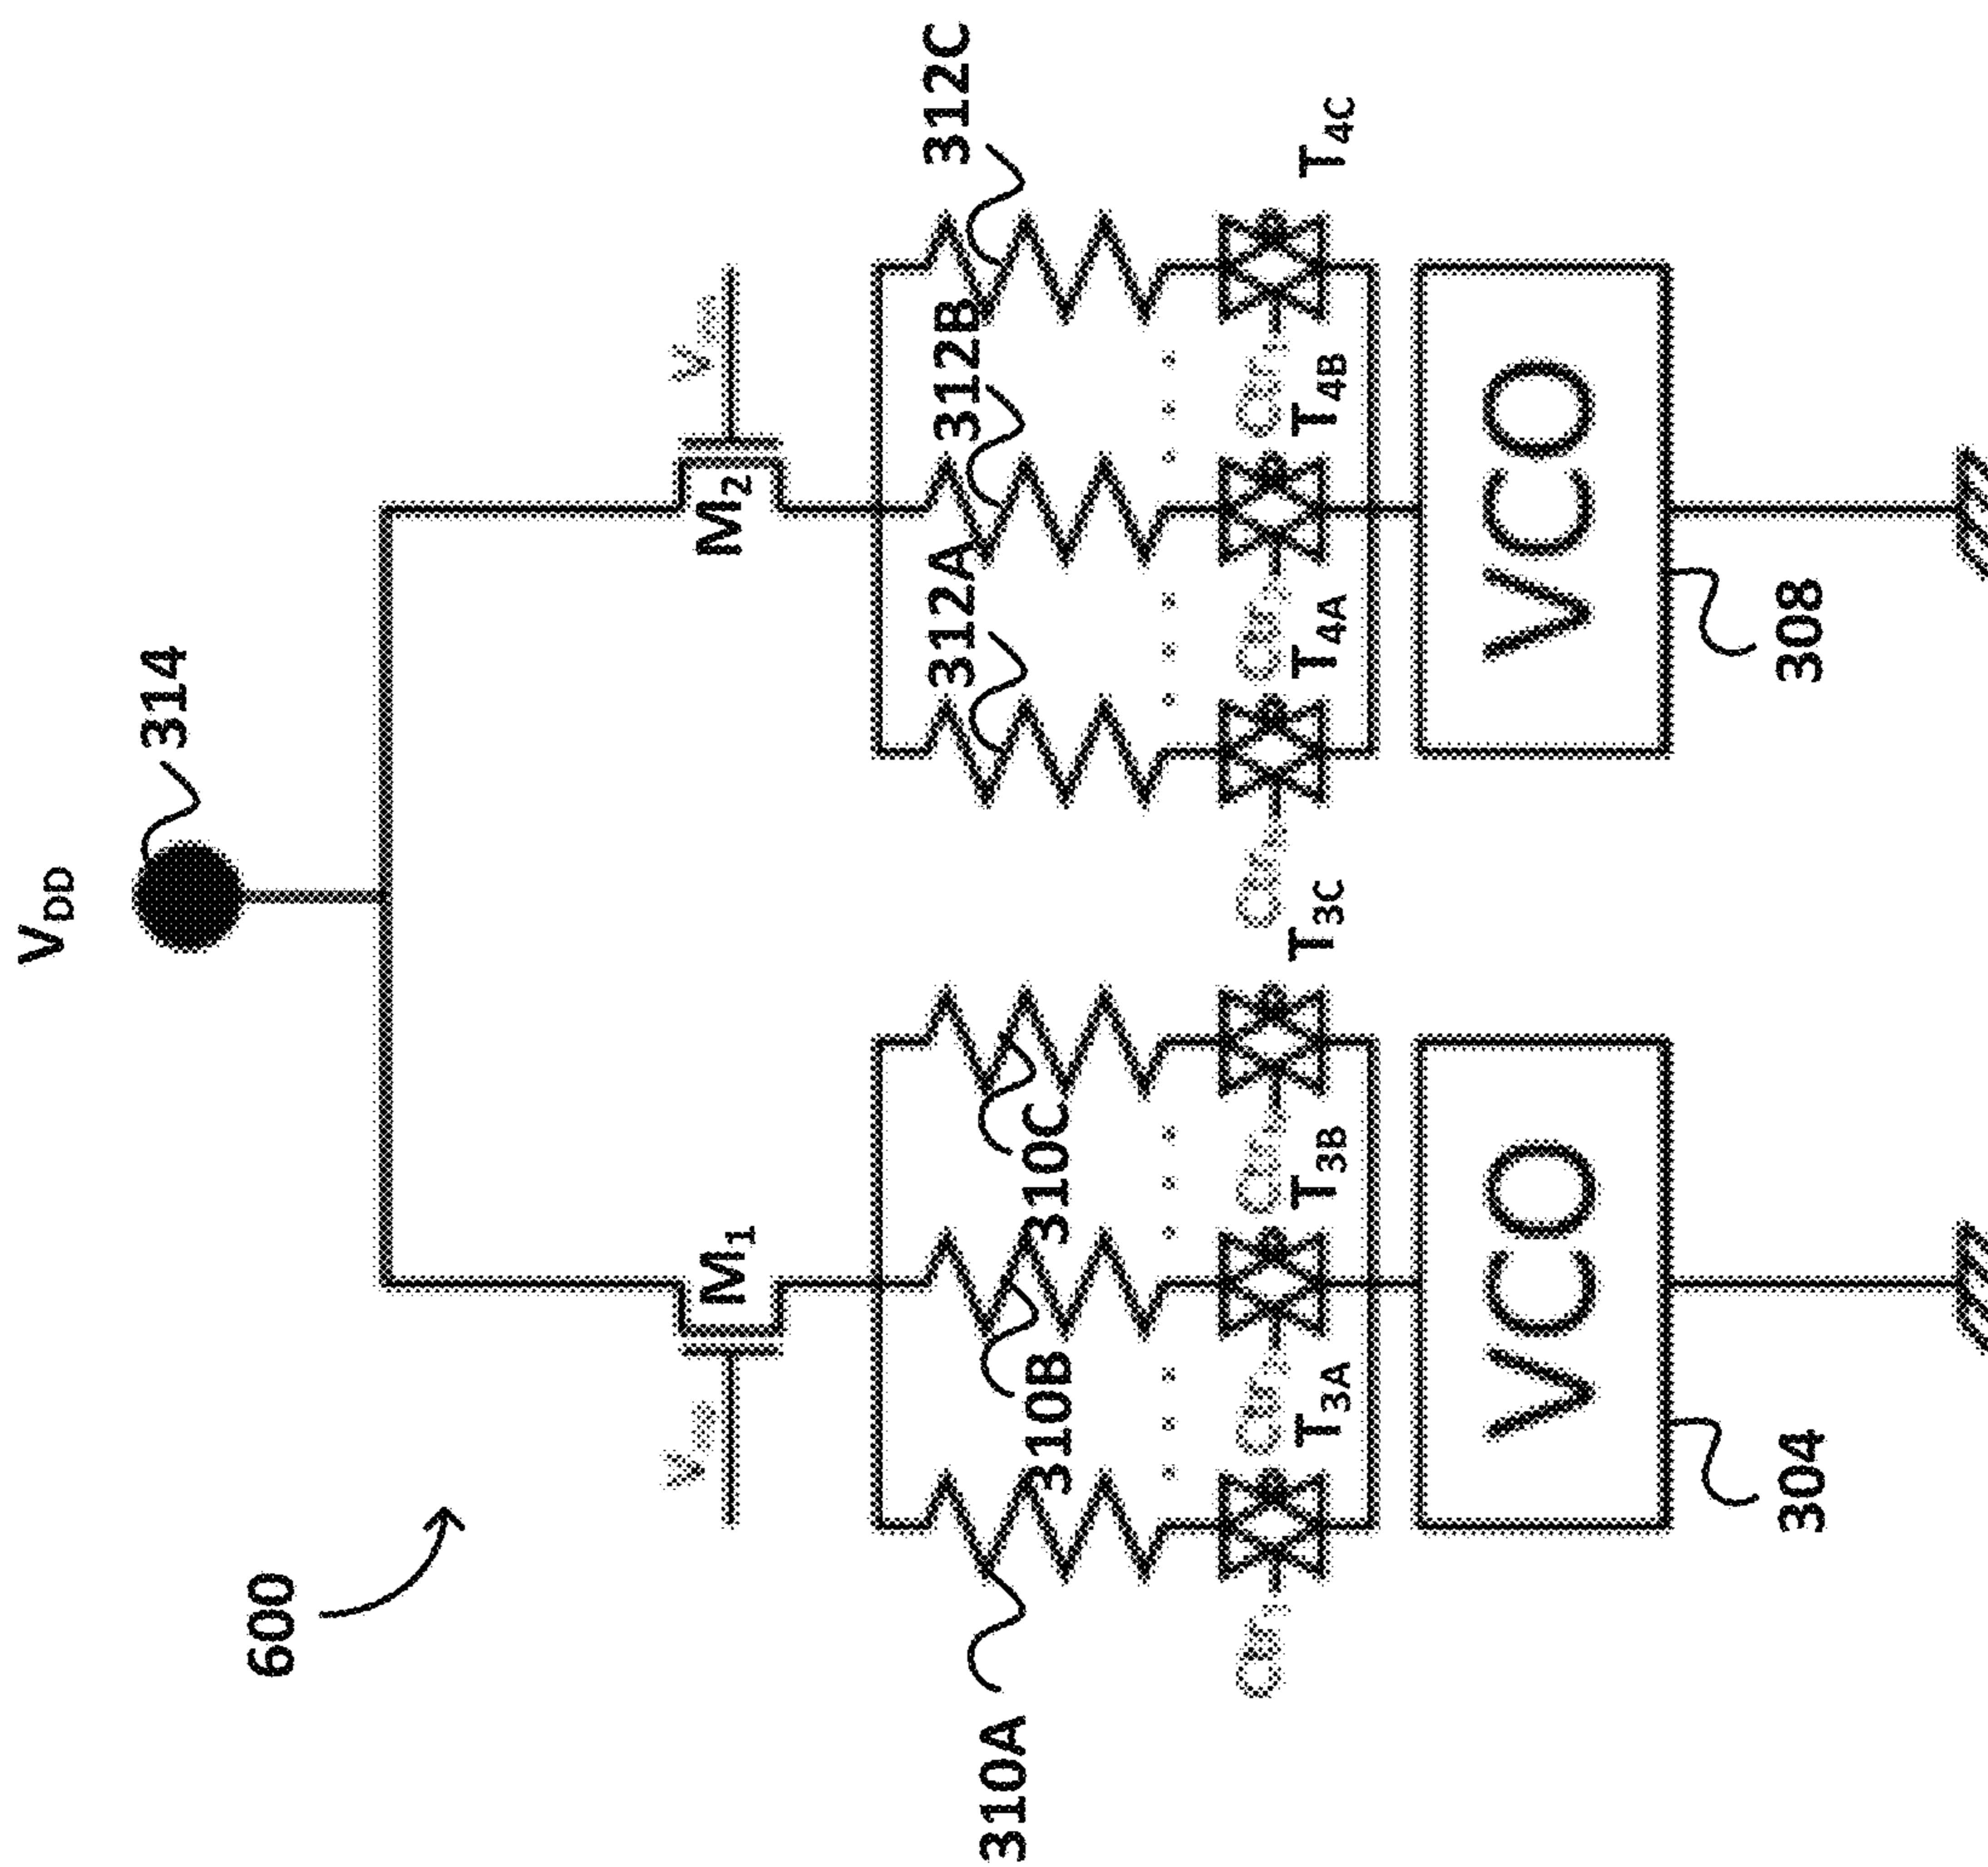 V_DD
314
600
M_1
M_2
310A
310B
310C
312A
312B
312C
T_3A
T_3B
T_3C
T_4A
T_4B
T_4C
VCO
VCO
304
308